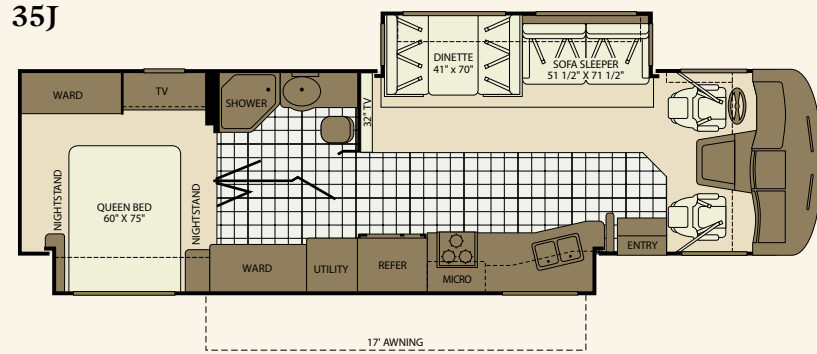 35J
WARD
TV
SHOWER
32" TV
DINETTE
41" x 70"
SOFA SLEEPER
51 1/2" X 71 1/2"
NIGHTSTAND
QUEEN BED
60" X 75"
NIGHTSTAND
WARD
UTILITY
REFER
MICRO
ENTRY
17' AWNING